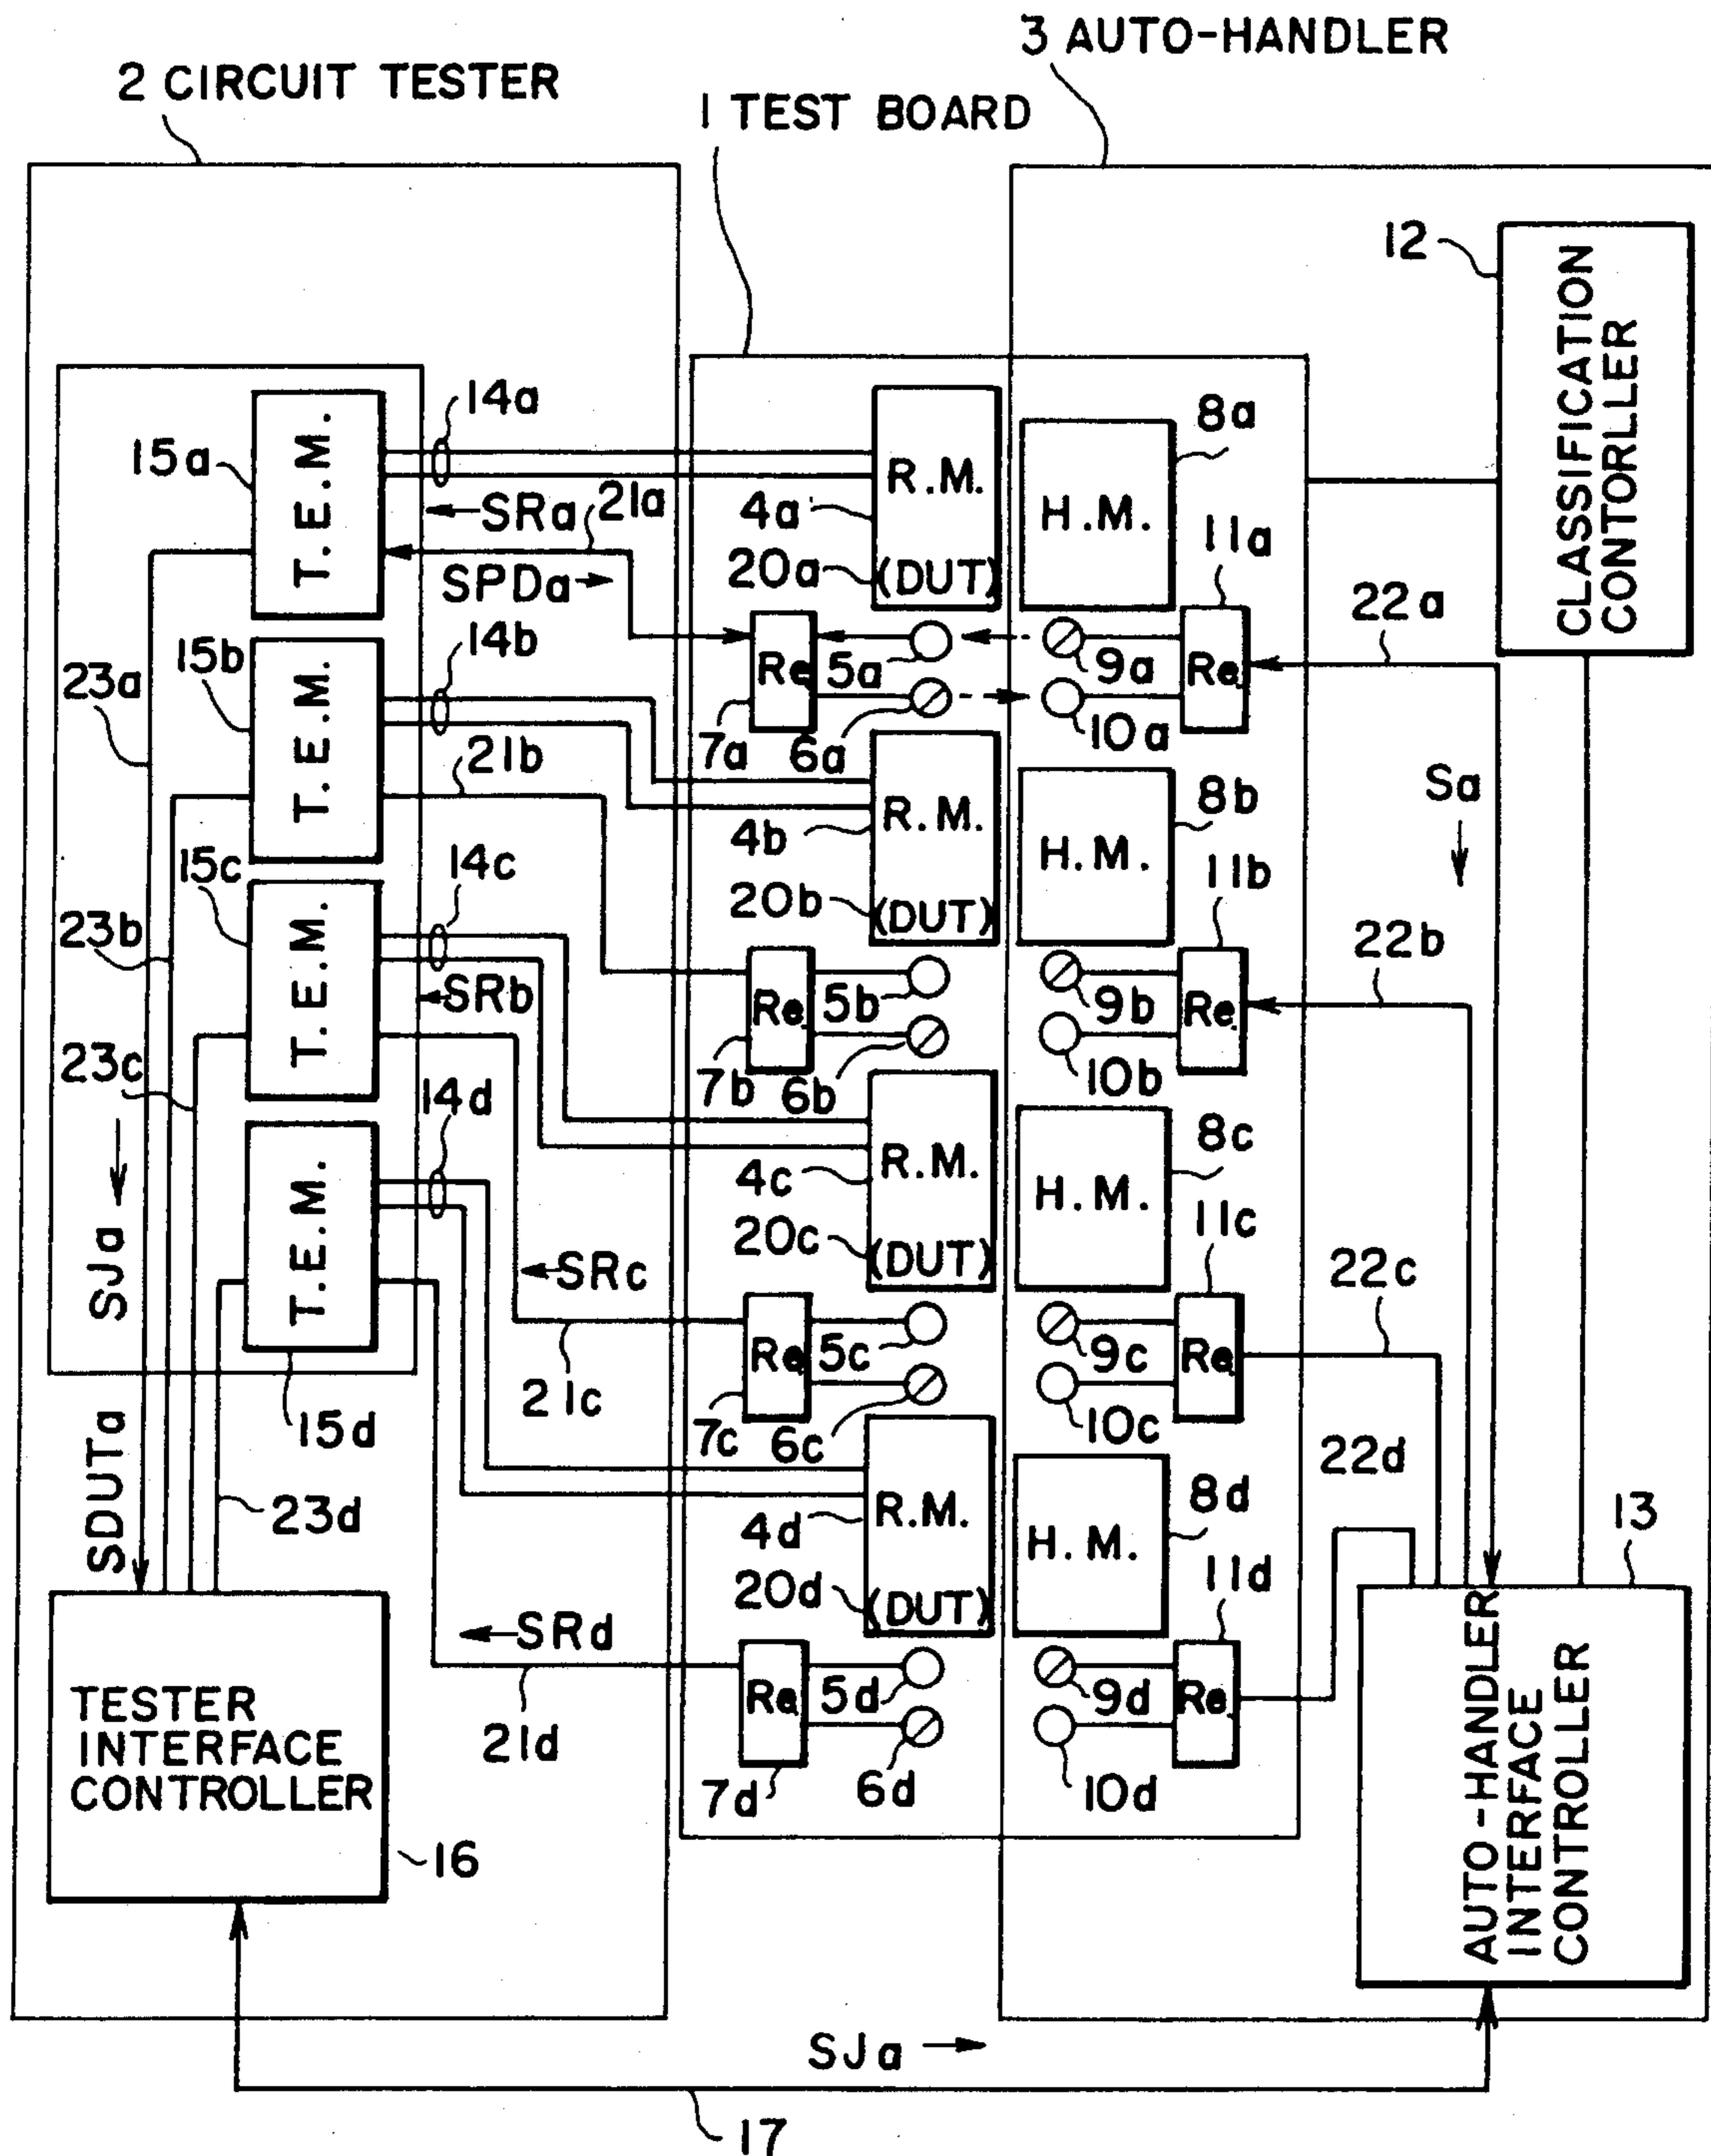 3 AUTO-HANDLER
2 CIRCUIT TESTER
1 TEST BOARD
12
CLASSIFICATION
CONTORLLER
14a
8a
15a
T.E.M.
R.M.
H.M.
SRa
21a
4a
11a
20a
(DUT)
SPDa
22a
14b
15b
23a
T.E.M.
Re
5a
9a
Re
7a
6a
10a
21b
Sa
8b
R.M.
4b
H.M.
15c
14c
11b
20b
(DUT)
23b
22b
T.E.M.
SRb
Re
5b
9b
Re
23c
7b
6b
10b
14d
8c
SJa
R.M.
4c
H.M.
T.E.M.
11c
20c
(DUT)
SRc
22c
Re
5c
9c
Re
21c
7c
6c
10c
15d
22d
SDUTa
23d
8d
R.M.
4d
H.M.
13
11d
20d
(DUT)
SRd
TESTER
INTERFACE
CONTROLLER
Re
5d
9d
Re
21d
7d
6d
10d
AUTO-HANDLER
INTERFACE
CONTROLLER
16
SJa
17